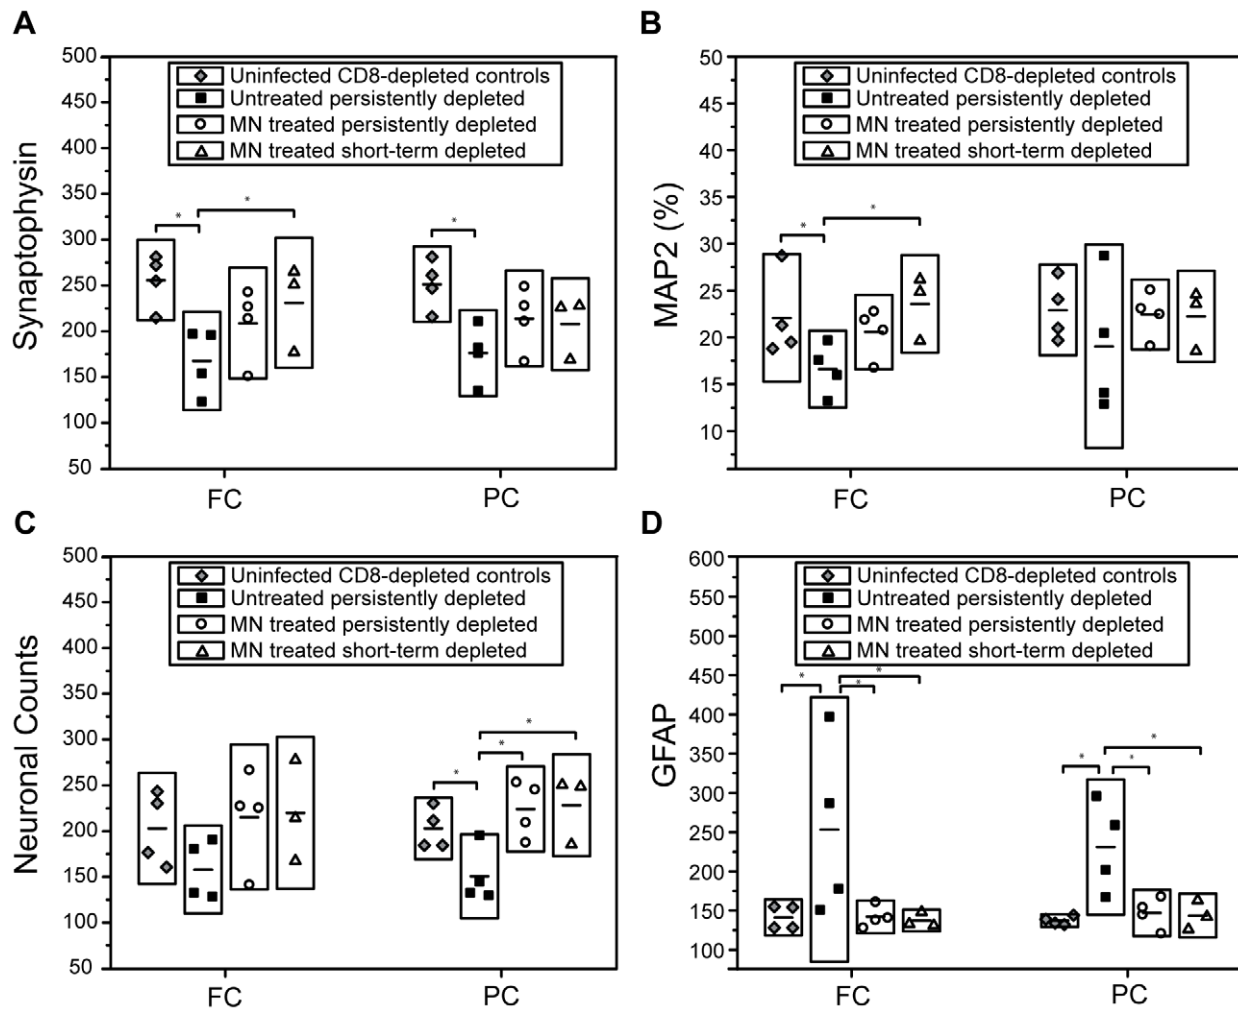 A
500
450
400
350
300
250
200
150
100
50
Synaptophysin
Uninfected CD8-depleted controls
Untreated persistently depleted
MN treated persistently depleted
MN treated short-term depleted
*
*
*
FC
PC
B
50
45
40
35
30
25
20
15
10
MAP2 (%)
Uninfected CD8-depleted controls
Untreated persistently depleted
MN treated persistently depleted
MN treated short-term depleted
*
*
FC
PC
C
500
450
400
350
300
250
200
150
100
50
Neuronal Counts
Uninfected CD8-depleted controls
Untreated persistently depleted
MN treated persistently depleted
MN treated short-term depleted
*
*
*
FC
PC
D
600
550
500
450
400
350
300
250
200
150
100
GFAP
Uninfected CD8-depleted controls
Untreated persistently depleted
MN treated persistently depleted
MN treated short-term depleted
*
*
*
*
*
*
FC
PC